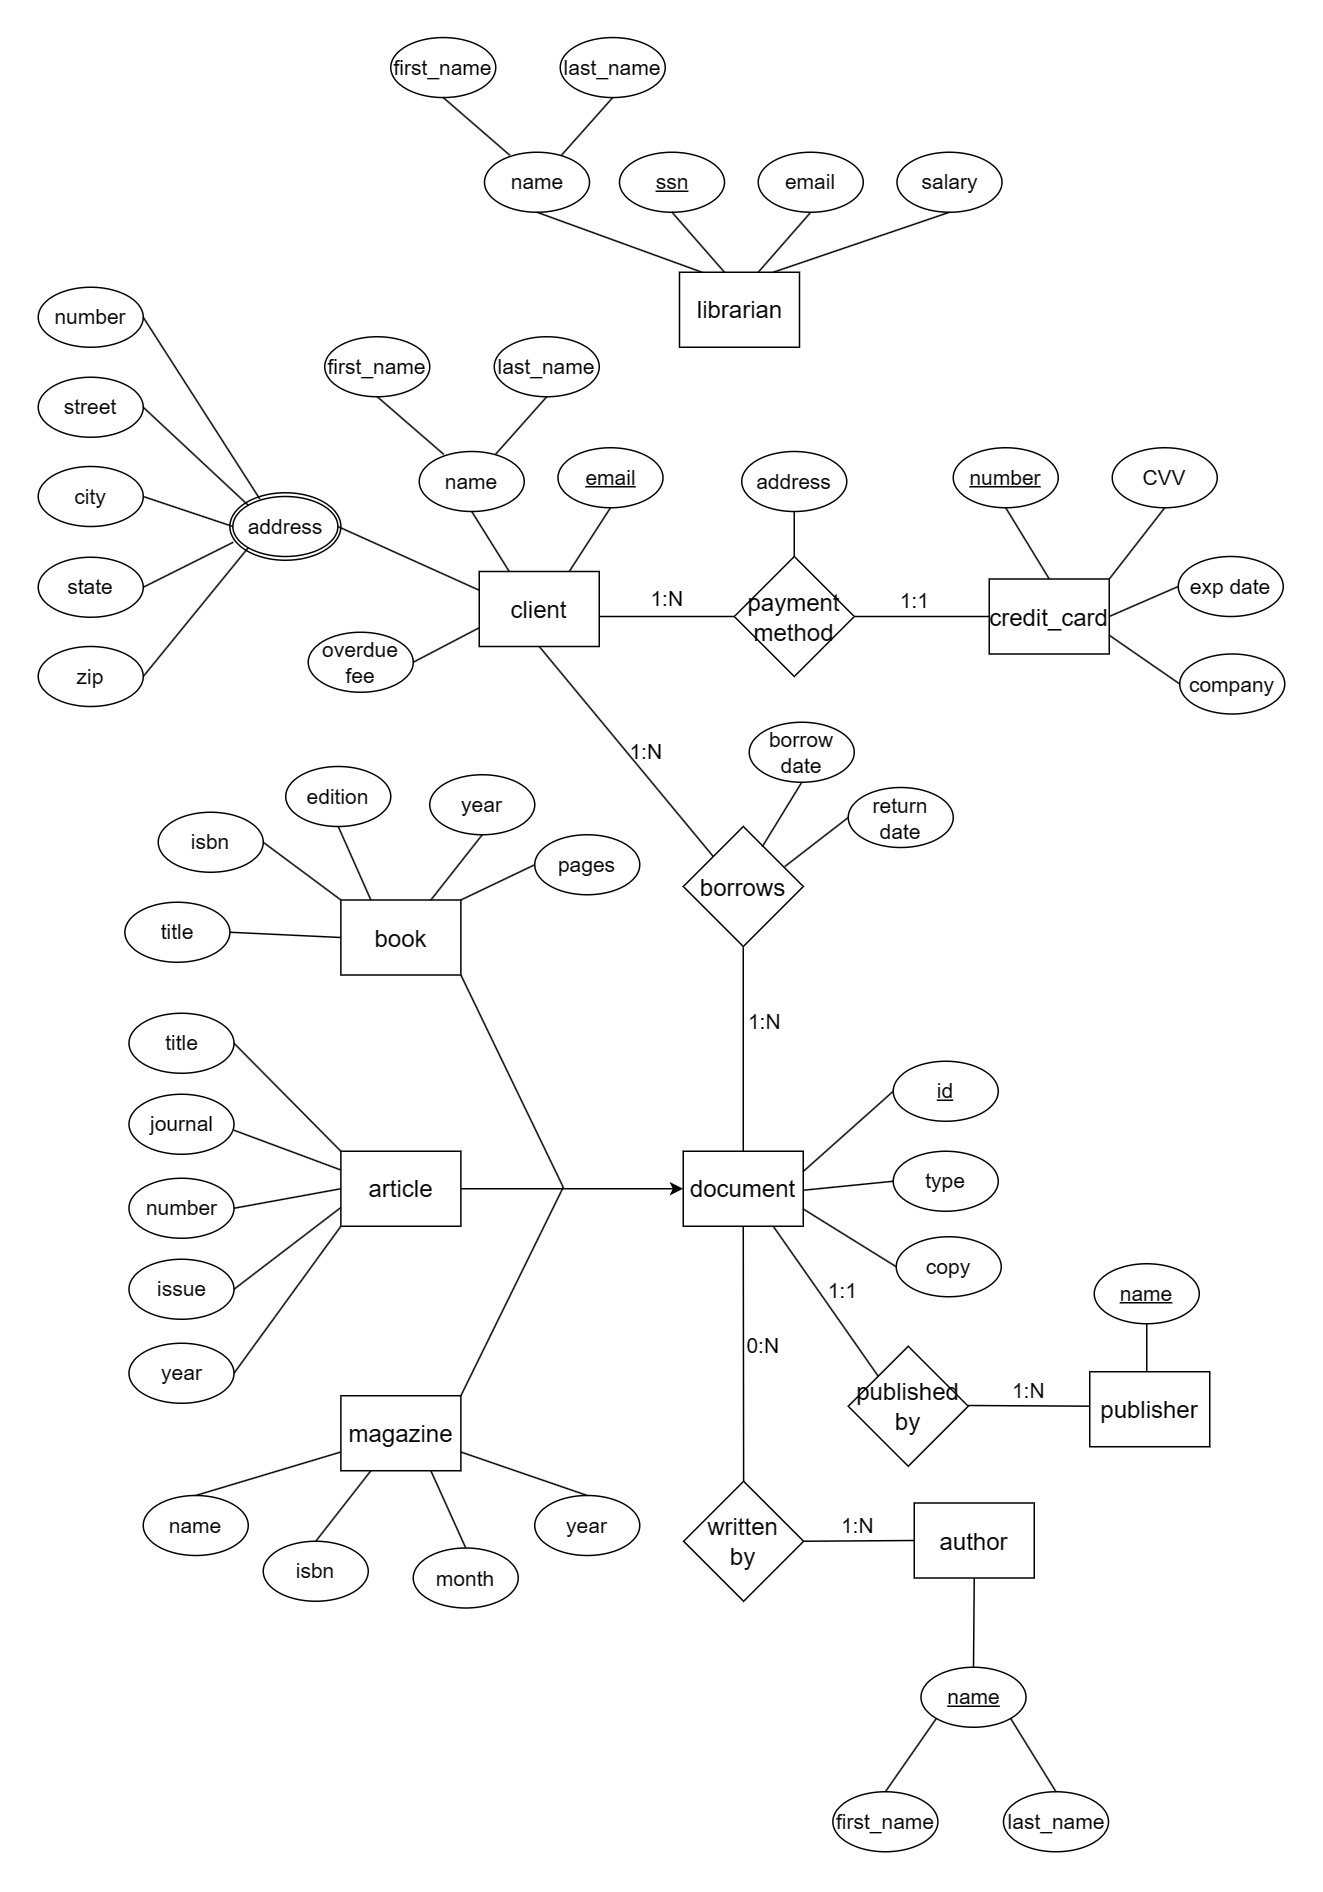 first_name
last_name
name
ssn
email
salary
librarian
number
street
city
state
zip
address
first_name
last_name
name
email
client
overdue
fee
1:N
address
payment
method
1:1
number
CVV
exp date
company
credit_card
1:N
borrow
date
return
date
borrows
1:N
isbn
edition
year
pages
title
book
title
journal
number
issue
year
article
document
id
type
copy
magazine
name
isbn
month
year
0:N
1:1
published
by
1:N
name
publisher
written
by
1:N
author
name
first_name
last_name